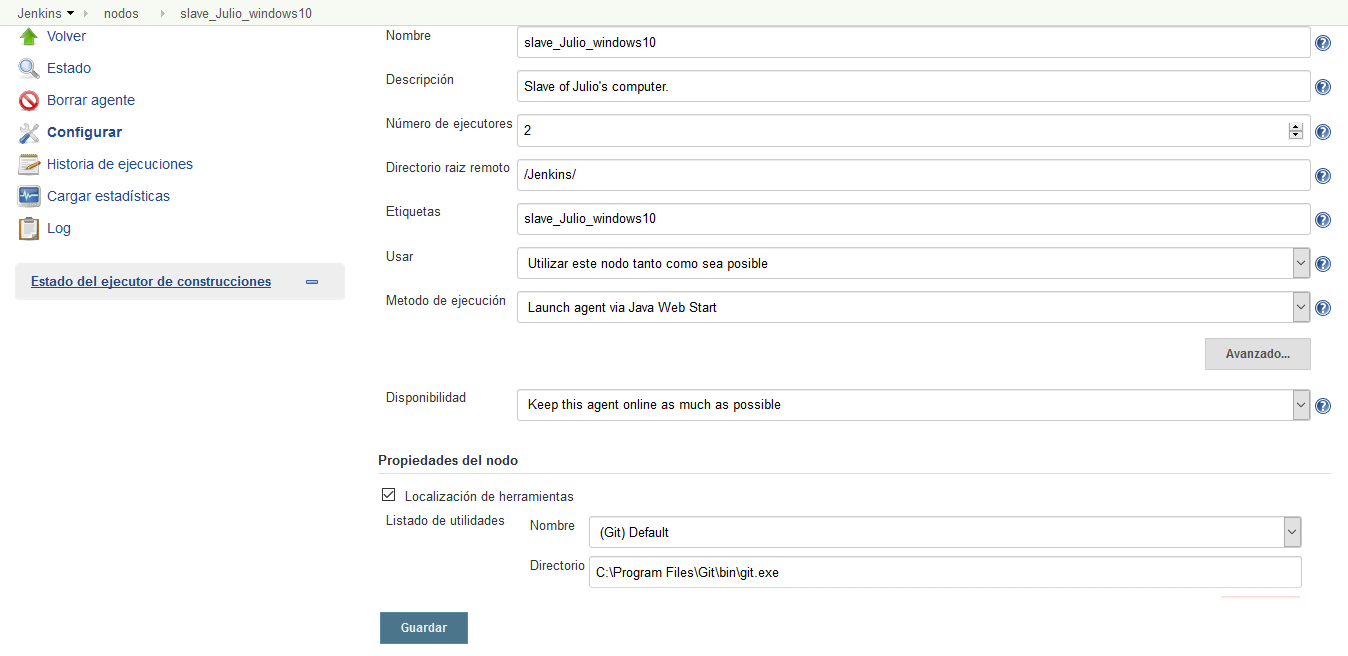 Jenkins nodos slave_Julio_windows10
Volver
Estado
Borrar agente
Configurar
Historia de ejecuciones
Cargar estadísticas
Log
Estado del ejecutor de construcciones
Nombre slave_Julio_windows10
Descripción Slave of Julio's computer.
Número de ejecutores 2
Directorio raiz remoto /Jenkins/
Etiquetas slave_Julio_windows10
Usar Utilizar este nodo tanto como sea posible
Metodo de ejecución Launch agent via Java Web Start
Avanzado...
Disponibilidad Keep this agent online as much as possible
Propiedades del nodo
Localización de herramientas
Listado de utilidades Nombre (Git) Default
Directorio C:\Program Files\Git\bin\git.exe
Guardar